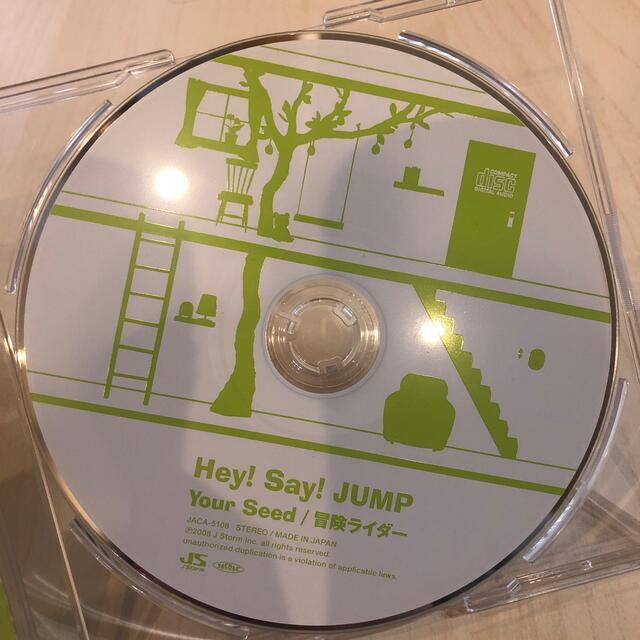 COMPACT
disc
DIGITAL AUDIO
Hey! Say! JUMP
Your Seed / 冒険ライダー
JACA-5108 STEREO / MADE IN JAPAN
℗2008 J Storm Inc. all rights reserved.
unauthorized duplication is a violation of applicable laws.
JS
J Storm